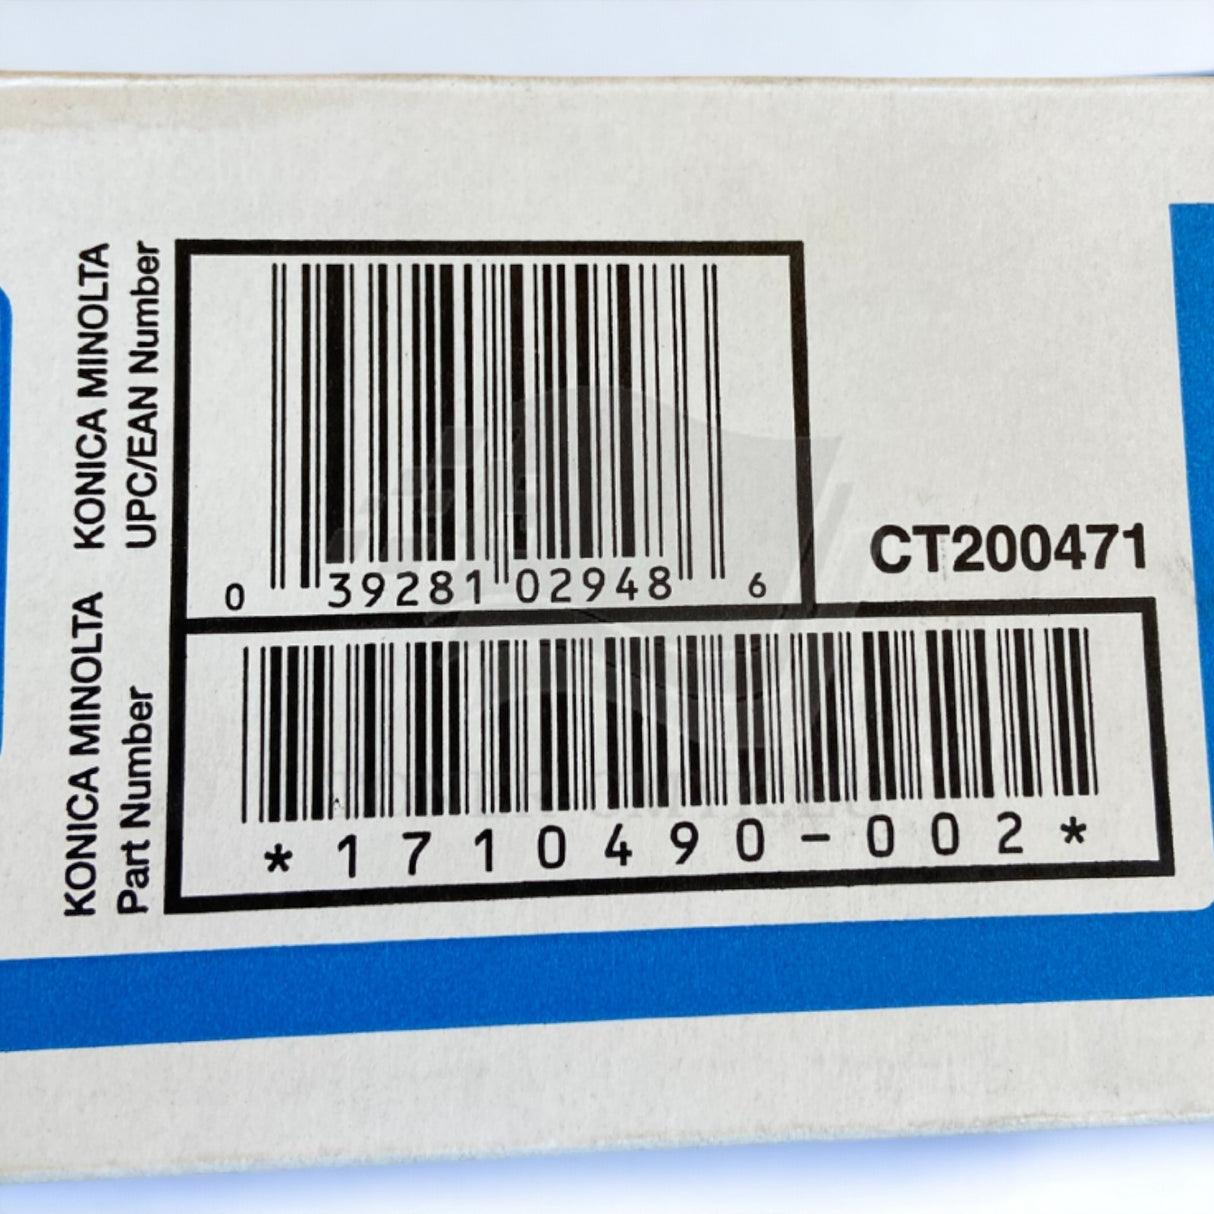 KONICA MINOLTA
UPC/EAN Number
0 39281 02948 6
CT200471
KONICA MINOLTA
Part Number
*1710490-002*